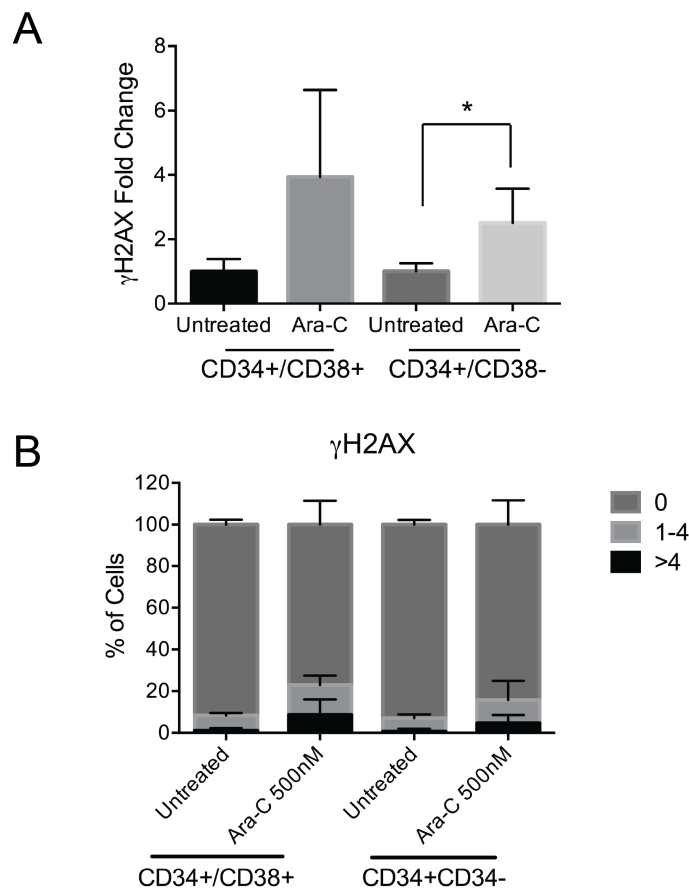 A
γH2AX Fold Change
8
6
4
2
0
*
Untreated Ara-C Untreated Ara-C
CD34+/CD38+ CD34+/CD38-
B
γH2AX
% of Cells
120
100
80
60
40
20
0
0
1-4
>4
Untreated
Ara-C 500nM
Untreated
Ara-C 500nM
CD34+/CD38+ CD34+CD34-